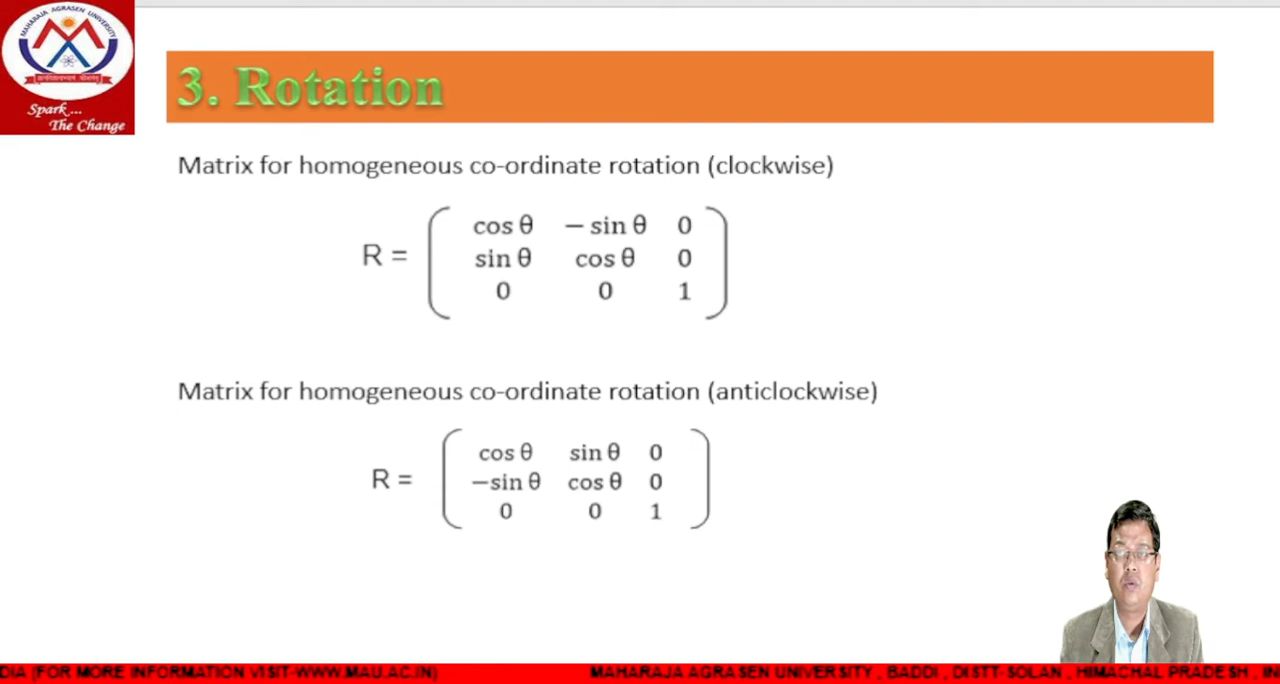 MAHARAJA AGRASEN UNIVERSITY
Spark...
The Change
3. Rotation
Matrix for homogeneous co-ordinate rotation (clockwise)
R =
cos θ − sin θ 0
sin θ cos θ 0
0 0 1
Matrix for homogeneous co-ordinate rotation (anticlockwise)
R =
cos θ sin θ 0
−sin θ cos θ 0
0 0 1
DIA (FOR MORE INFORMATION VISIT-WWW.MAU.AC.IN) MAHARAJA AGRASEN UNIVERSITY , BADDI , DISTT-SOLAN , HIMACHAL PRADESH , IN